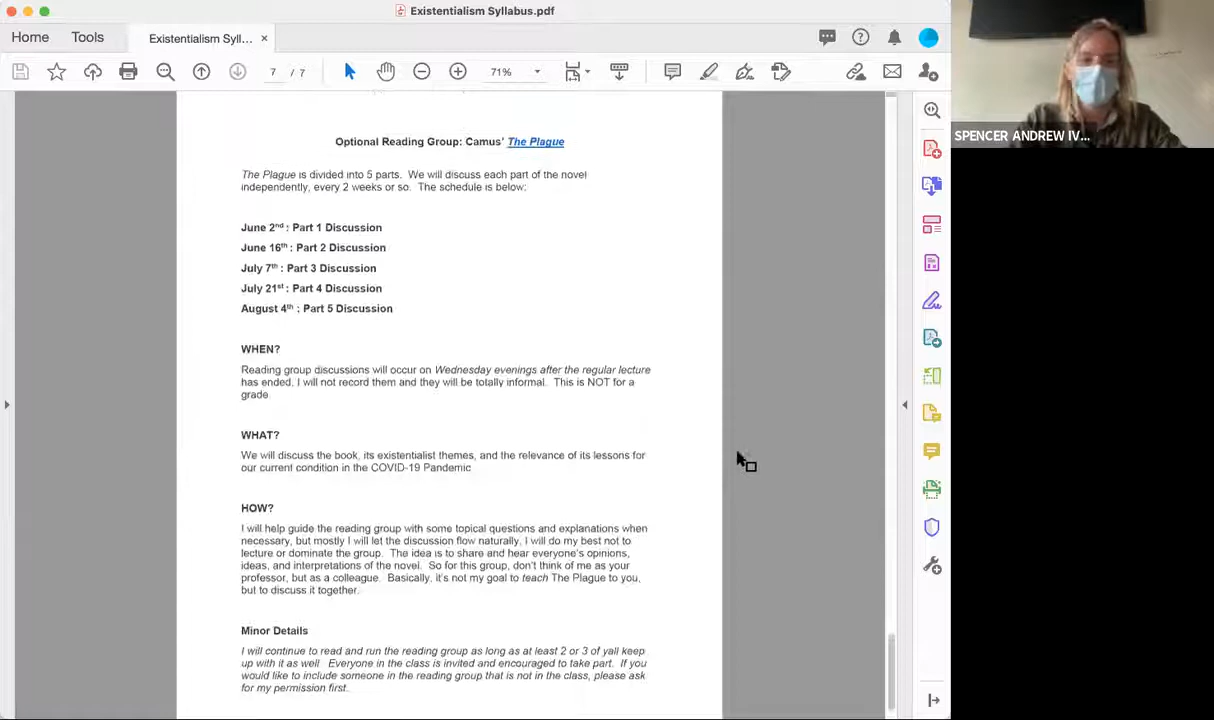 Existentialism Syllabus.pdf
Home Tools Existentialism Syll... ×
7 / 7 71%
SPENCER ANDREW IV...
Optional Reading Group: Camus' The Plague
The Plague is divided into 5 parts. We will discuss each part of the novel
independently, every 2 weeks or so. The schedule is below:
June 2nd : Part 1 Discussion
June 16th : Part 2 Discussion
July 7th : Part 3 Discussion
July 21st : Part 4 Discussion
August 4th : Part 5 Discussion
WHEN?
Reading group discussions will occur on Wednesday evenings after the regular lecture
has ended. I will not record them and they will be totally informal. This is NOT for a
grade
WHAT?
We will discuss the book, its existentialist themes, and the relevance of its lessons for
our current condition in the COVID-19 Pandemic
HOW?
I will help guide the reading group with some topical questions and explanations when
necessary, but mostly I will let the discussion flow naturally. I will do my best not to
lecture or dominate the group. The idea is to share and hear everyone's opinions,
ideas, and interpretations of the novel. So for this group, don't think of me as your
professor, but as a colleague. Basically, it's not my goal to teach The Plague to you,
but to discuss it together.
Minor Details
I will continue to read and run the reading group as long as at least 2 or 3 of yall keep
up with it as well. Everyone in the class is invited and encouraged to take part. If you
would like to include someone in the reading group that is not in the class, please ask
for my permission first.